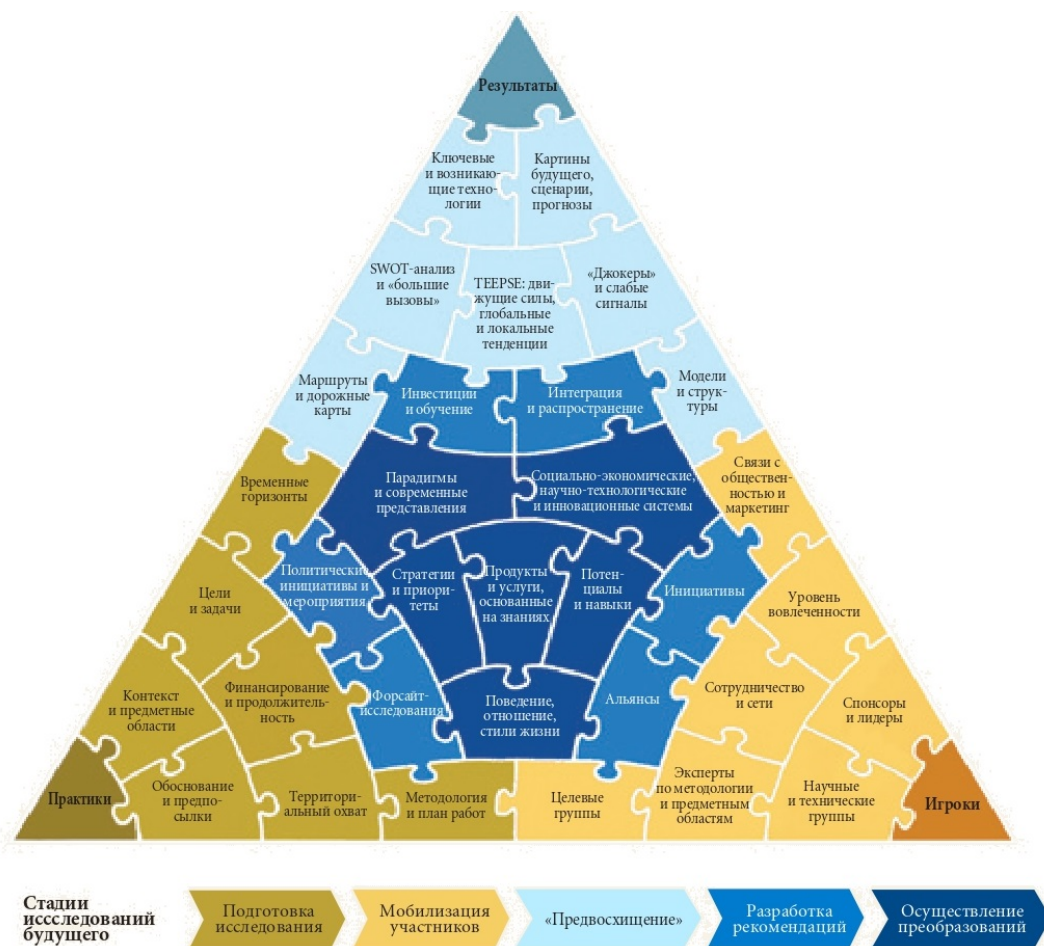 Результаты
Ключевые
и возникаю-
щие техно-
логии
Картины
будущего,
сценарии,
прогнозы
SWOT-анализ
и «большие
вызовы»
TEEPSE: дви-
жущие силы,
глобальные
и локальные
тенденции
«Джокеры»
и слабые
сигналы
Маршруты
и дорожные
карты
Инвестиции
и обучение
Интеграция
и распространение
Модели
и струк-
туры
Временные
горизонты
Парадигмы
и современные
представления
Социально-экономические,
научно-технологические
и инновационные системы
Связи с
обществен-
ностью и
маркетинг
Цели
и задачи
Политические
инициативы и
мероприятия
Стратегии
и приори-
теты
Продукты
и услуги,
основанные
на знаниях
Потен-
циалы
и навыки
Инициативы
Уровень
вовлеченности
Контекст
и предметные
области
Финансирование
и продолжитель-
ность
Форсайт-
исследования
Поведение,
отношение,
стили жизни
Альянсы
Сотрудничество
и сети
Спонсоры
и лидеры
Практики
Обоснование
и предпо-
сылки
Территори-
альный охват
Методология
и план работ
Целевые
группы
Эксперты
по методологии
и предметным
областям
Научные
и технические
группы
Игроки
Стадии
иссследований
будущего
Подготовка
исследования
Мобилизация
участников
«Предвосхищение»
Разработка
рекомендаций
Осуществление
преобразований